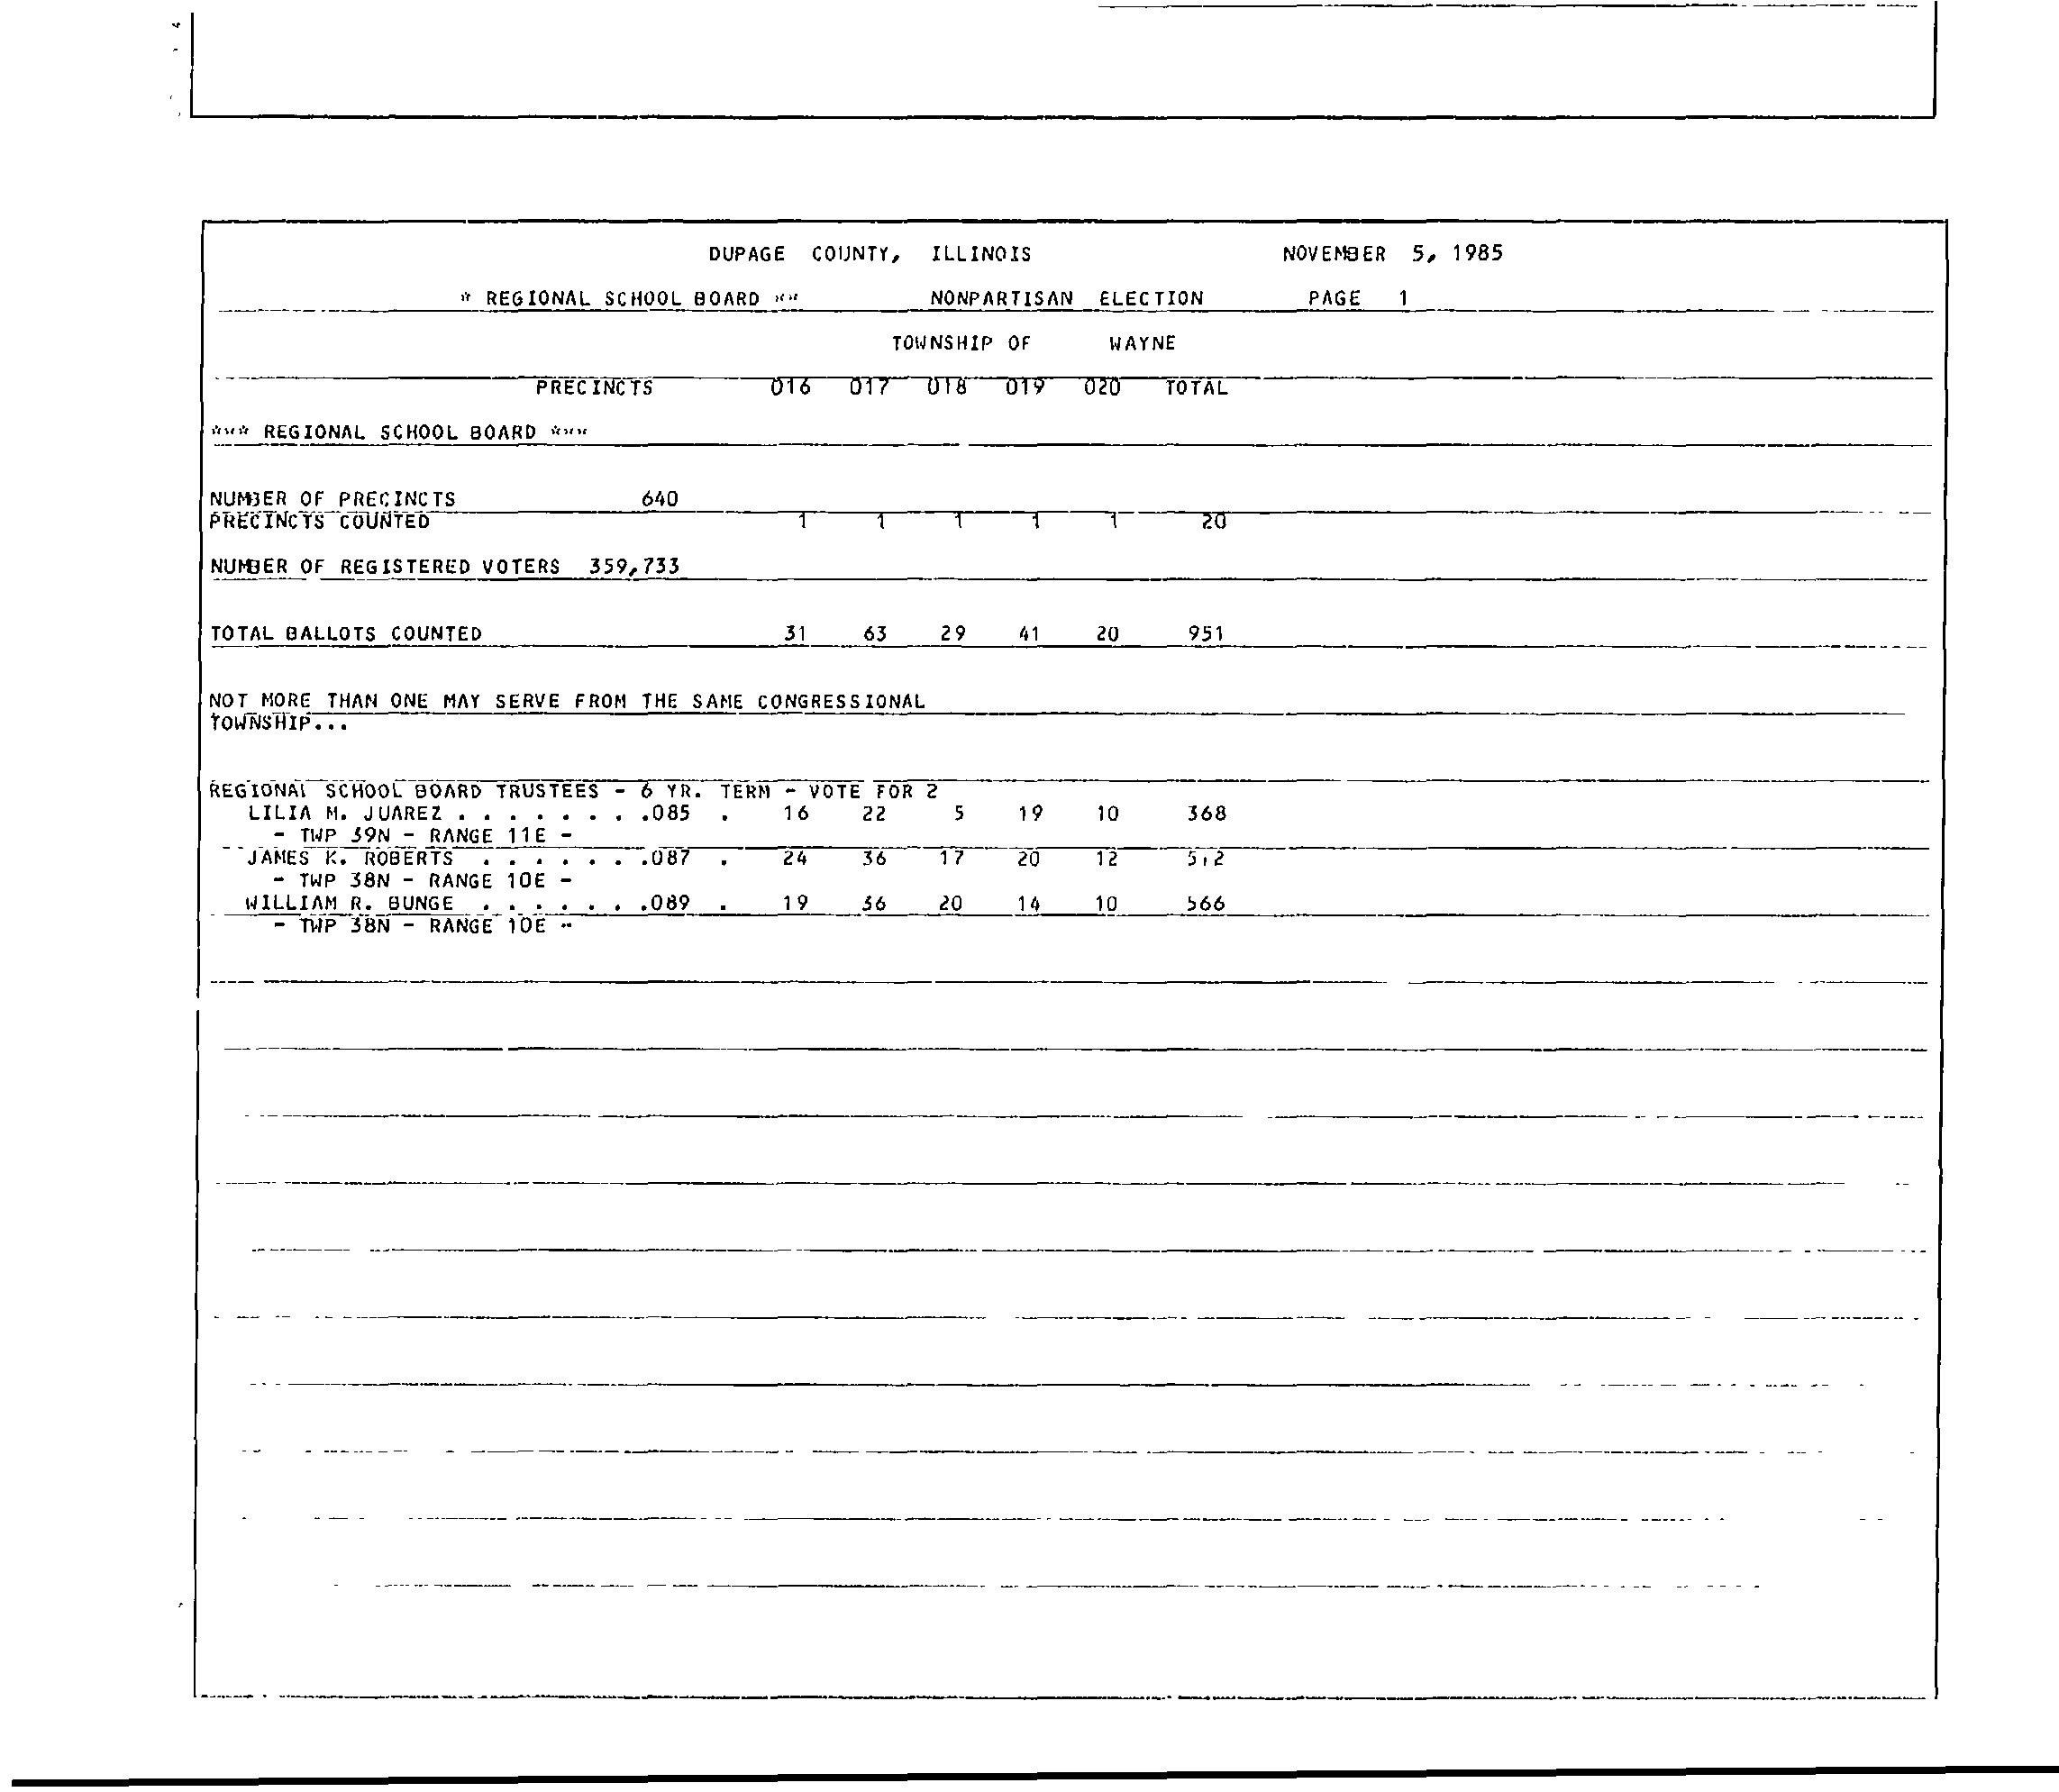 DUPAGE COUNTY, ILLINOIS NOVEMBER 5, 1985
* REGIONAL SCHOOL BOARD ** NONPARTISAN ELECTION PAGE 1
TOWNSHIP OF WAYNE
PRECINCTS 016 017 018 019 020 TOTAL
*** REGIONAL SCHOOL BOARD ***
NUMBER OF PRECINCTS 640
PRECINCTS COUNTED 1 1 1 1 1 20
NUMBER OF REGISTERED VOTERS 359,733
TOTAL BALLOTS COUNTED 31 63 29 41 20 951
NOT MORE THAN ONE MAY SERVE FROM THE SAME CONGRESSIONAL
TOWNSHIP...
REGIONAL SCHOOL BOARD TRUSTEES - 6 YR. TERM - VOTE FOR 2
LILIA M. JUAREZ . . . . . . . .085 . 16 22 5 19 10 368
- TWP 39N - RANGE 11E -
JAMES K. ROBERTS . . . . . . .087 . 24 36 17 20 12
- TWP 38N - RANGE 10E -
WILLIAM R. BUNGE . . . . . . .089 . 19 36 20 14 10 566
- TWP 38N - RANGE 10E -